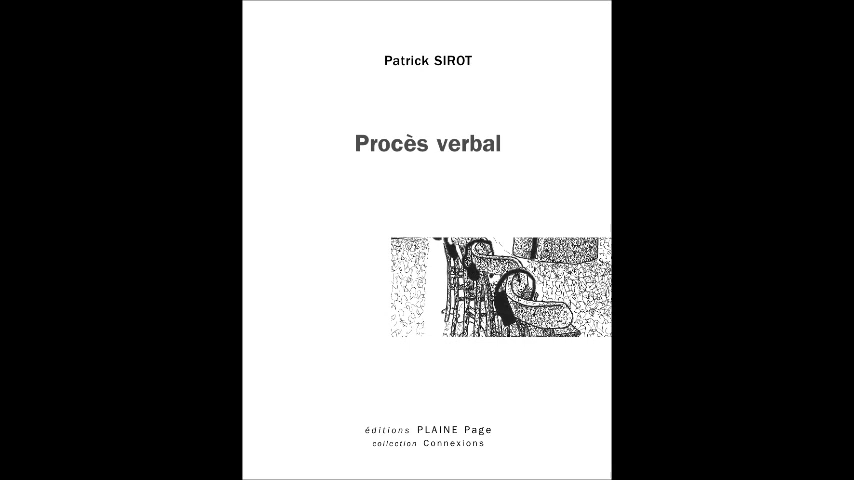 Patrick SIROT
Procès verbal
éditions PLAINE Page
collection Connexions